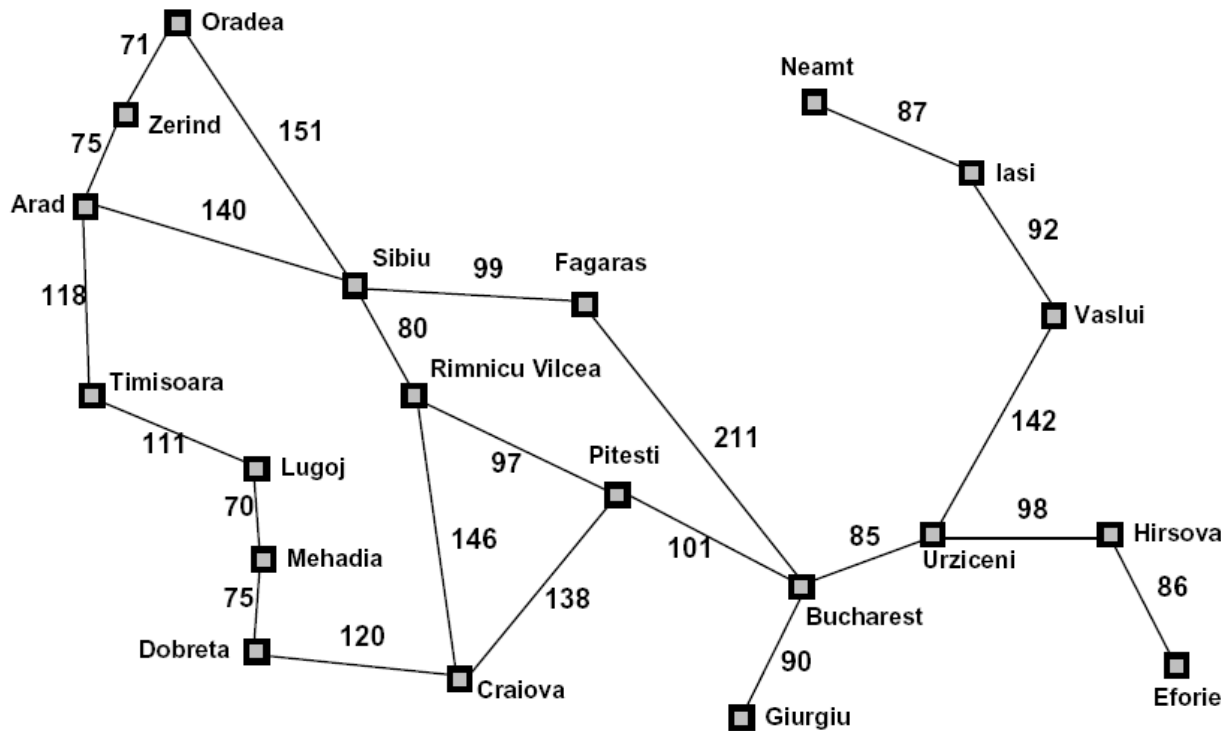 Oradea
71
Neamt
87
Zerind
151
75
Iasi
Arad
140
92
Sibiu
99
Fagaras
118
Vaslui
80
Timisoara
Rimnicu Vilcea
142
111
211
Lugoj
97
Pitesti
70
98
Hirsova
146
101
85
Mehadia
Urziceni
86
75
138
Bucharest
Dobreta
120
90
Craiova
Eforie
Giurgiu